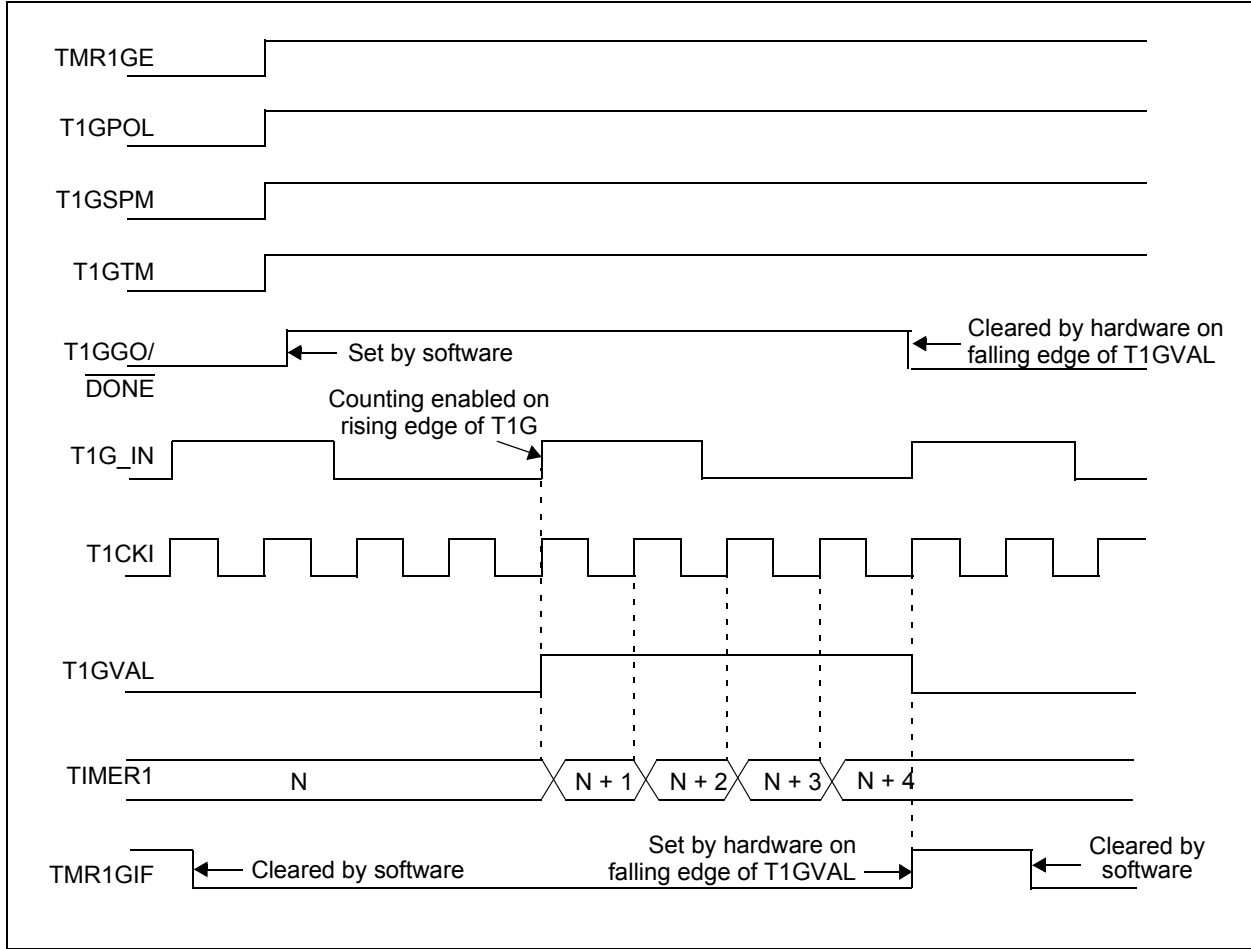 TMR1GE
T1GPOL
T1GSPM
T1GTM
T1GGO/
DONE
Set by software
Cleared by hardware on
falling edge of T1GVAL
Counting enabled on
rising edge of T1G
T1G_IN
T1CKI
T1GVAL
TIMER1
N
N + 1
N + 2
N + 3
N + 4
TMR1GIF
Cleared by software
Set by hardware on
falling edge of T1GVAL
Cleared by
software